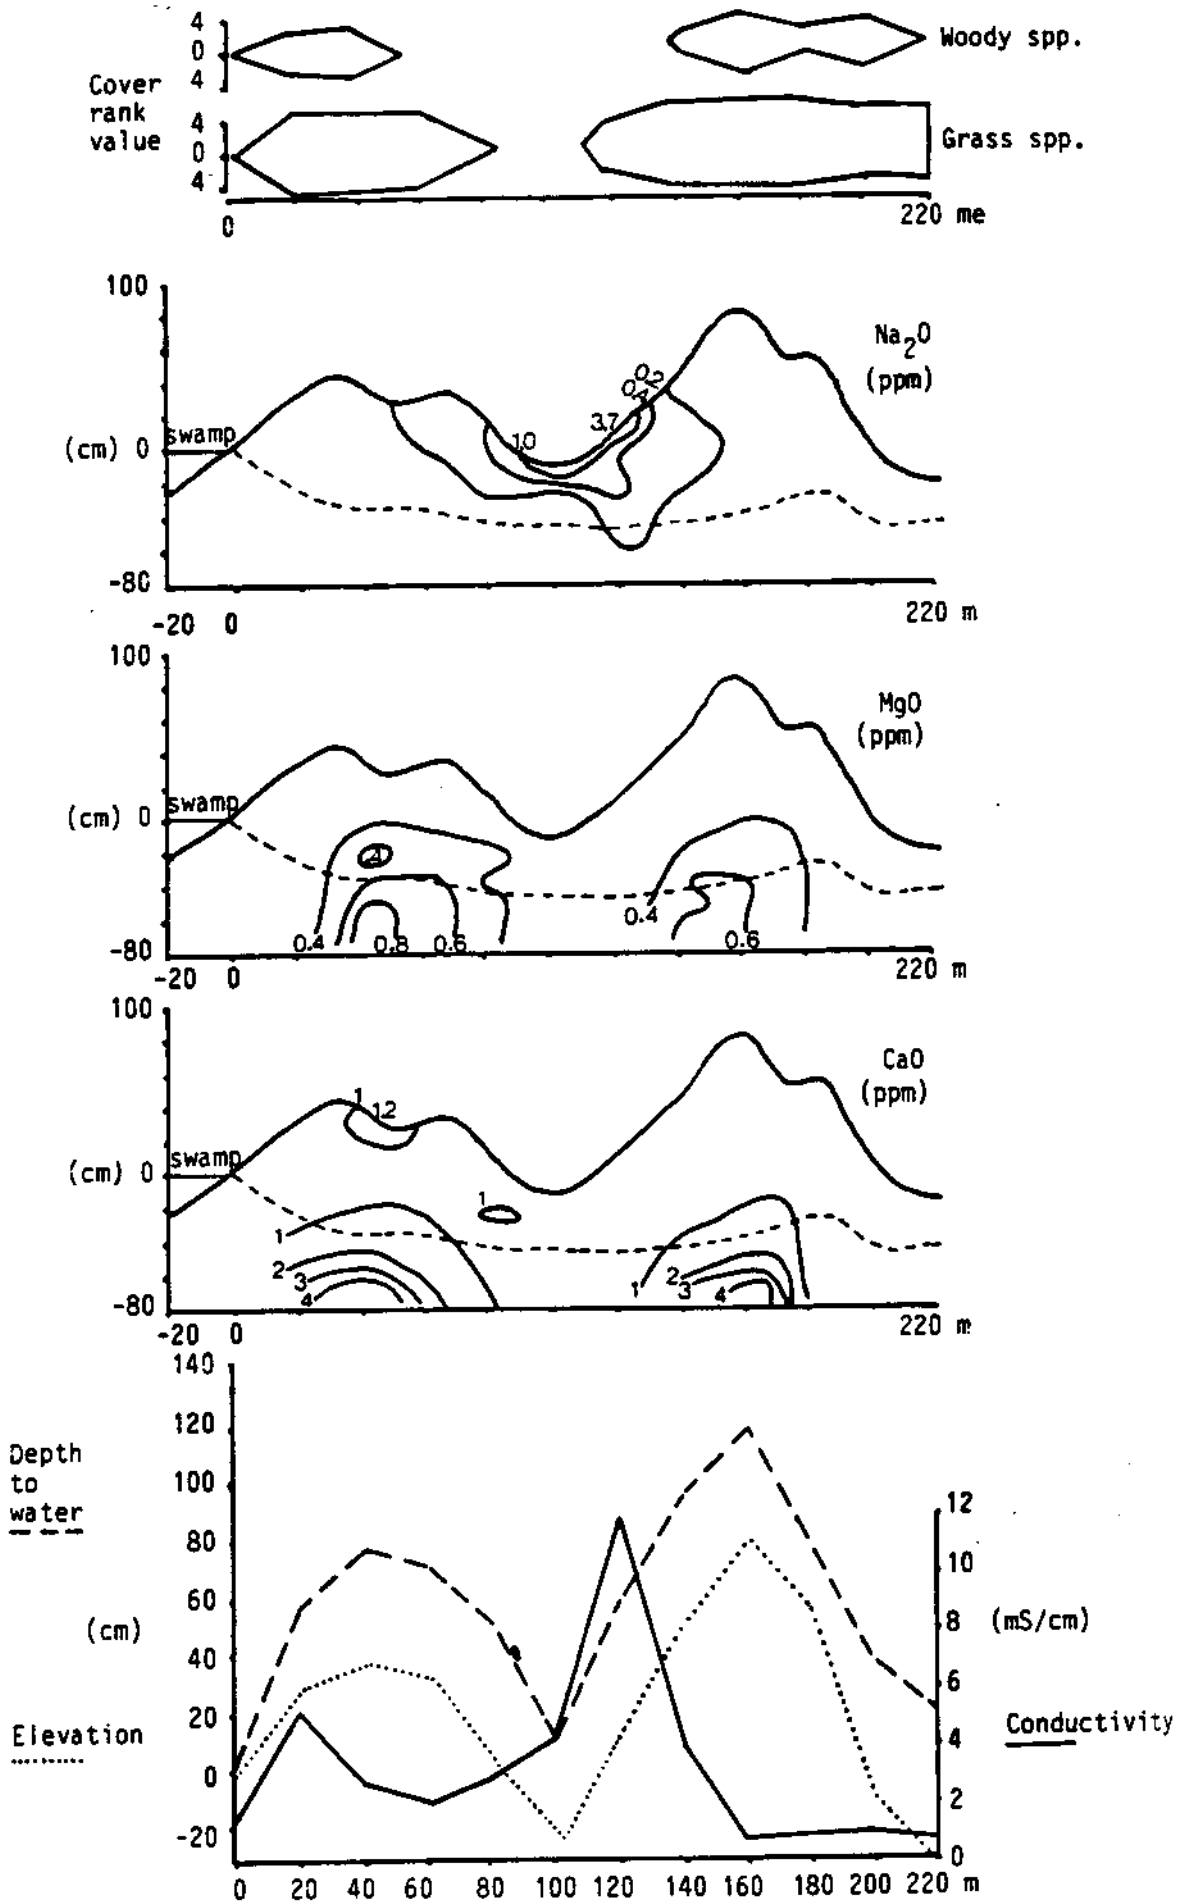 4
0
4
Cover
rank
value
4
0
4
Woody spp.
Grass spp.
0
220 me
100
(cm) 0
swamp
-80
-20 0
220 m
Na2O
(ppm)
0.2
0.4
3.7
10
100
(cm) 0
swamp
-80
-20 0
220 m
MgO
(ppm)
.4
0.4
0.8
0.6
0.4
0.6
100
(cm) 0
swamp
-80
-20 0
220 m
CaO
(ppm)
1
12
1
1
2
3
4
1
2
3
4
140
120
100
80
60
40
20
0
-20
Depth
to
water
(cm)
Elevation
12
10
8
6
4
2
0
(mS/cm)
Conductivity
0 20 40 60 80 100 120 140 160 180 200 220 m